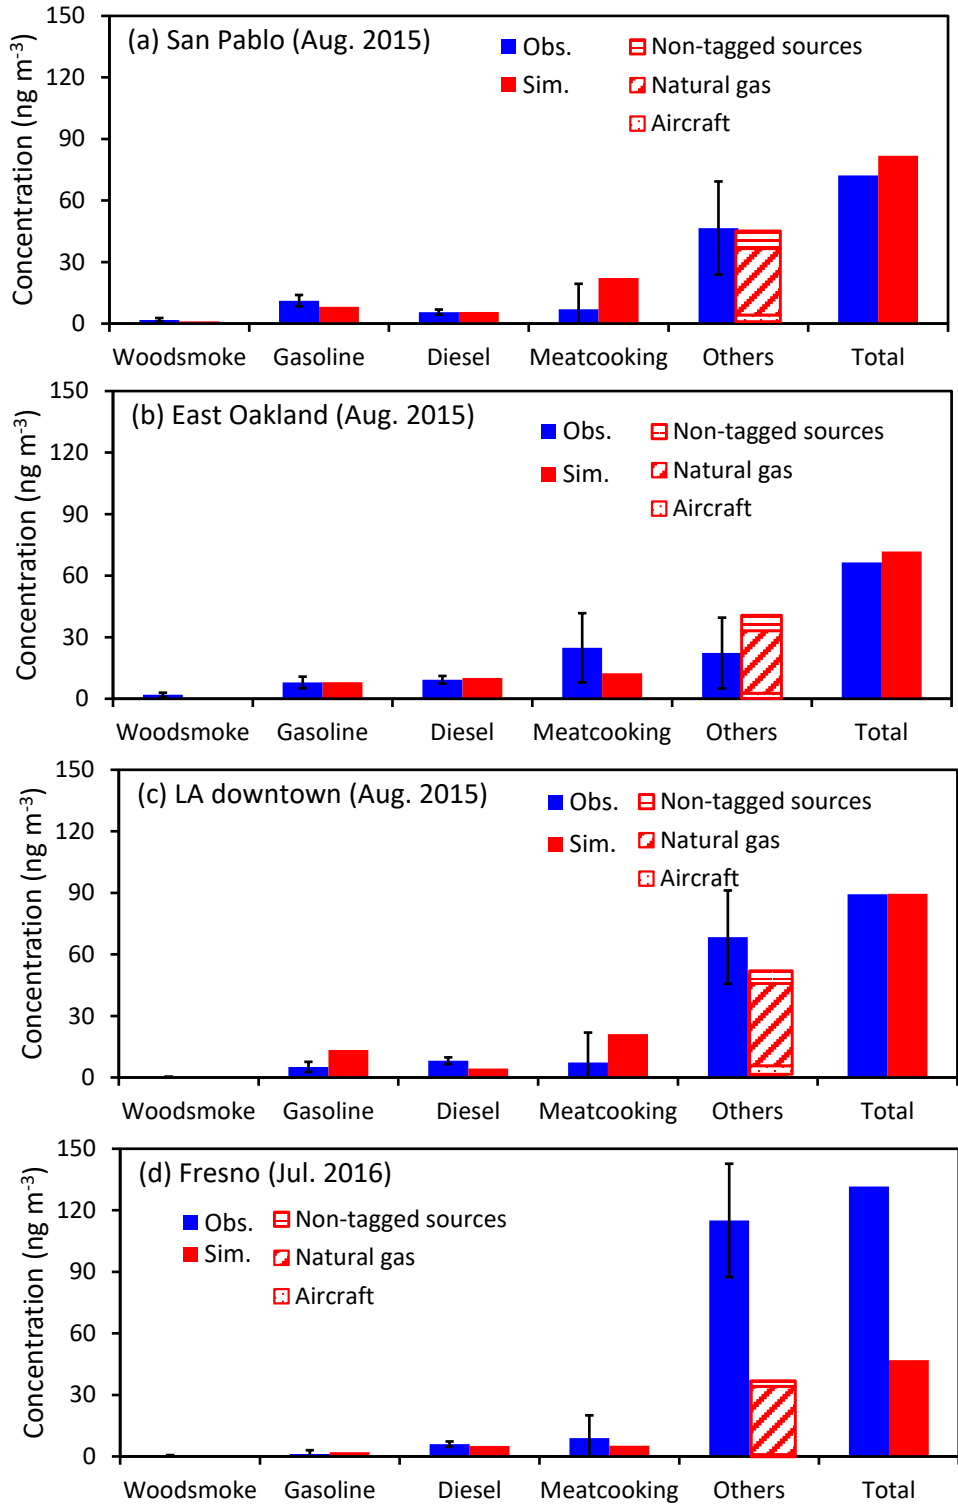 (a) San Pablo (Aug. 2015)
Obs.
Sim.
Non-tagged sources
Natural gas
Aircraft
Concentration (ng m-3)
150
120
90
60
30
0
Woodsmoke Gasoline Diesel Meatcooking Others Total
(b) East Oakland (Aug. 2015)
Obs.
Sim.
Non-tagged sources
Natural gas
Aircraft
Concentration (ng m-3)
150
120
90
60
30
0
Woodsmoke Gasoline Diesel Meatcooking Others Total
(c) LA downtown (Aug. 2015)
Obs.
Sim.
Non-tagged sources
Natural gas
Aircraft
Concentration (ng m-3)
150
120
90
60
30
0
Woodsmoke Gasoline Diesel Meatcooking Others Total
(d) Fresno (Jul. 2016)
Obs.
Sim.
Non-tagged sources
Natural gas
Aircraft
Concentration (ng m-3)
150
120
90
60
30
0
Woodsmoke Gasoline Diesel Meatcooking Others Total